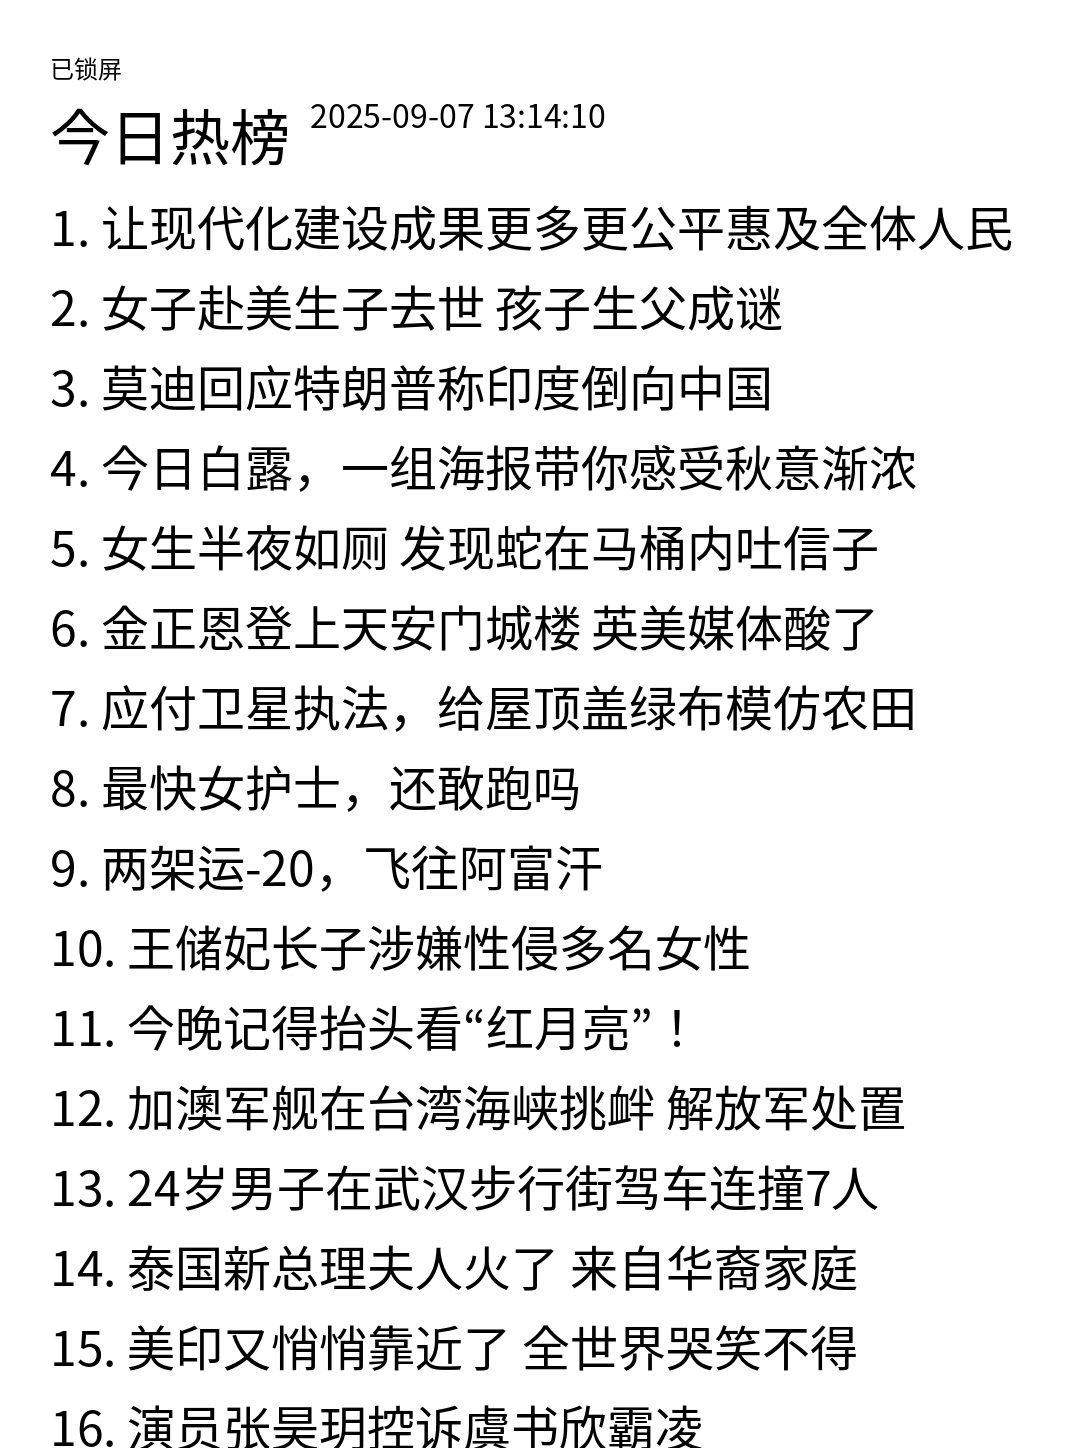 已锁屏
今日热榜 2025-09-07 13:14:10
1. 让现代化建设成果更多更公平惠及全体人民
2. 女子赴美生子去世 孩子生父成谜
3. 莫迪回应特朗普称印度倒向中国
4. 今日白露，一组海报带你感受秋意渐浓
5. 女生半夜如厕 发现蛇在马桶内吐信子
6. 金正恩登上天安门城楼 英美媒体酸了
7. 应付卫星执法，给屋顶盖绿布模仿农田
8. 最快女护士，还敢跑吗
9. 两架运-20，飞往阿富汗
10. 王储妃长子涉嫌性侵多名女性
11. 今晚记得抬头看“红月亮”！
12. 加澳军舰在台湾海峡挑衅 解放军处置
13. 24岁男子在武汉步行街驾车连撞7人
14. 泰国新总理夫人火了 来自华裔家庭
15. 美印又悄悄靠近了 全世界哭笑不得
16. 演员张昊玥控诉虞书欣霸凌